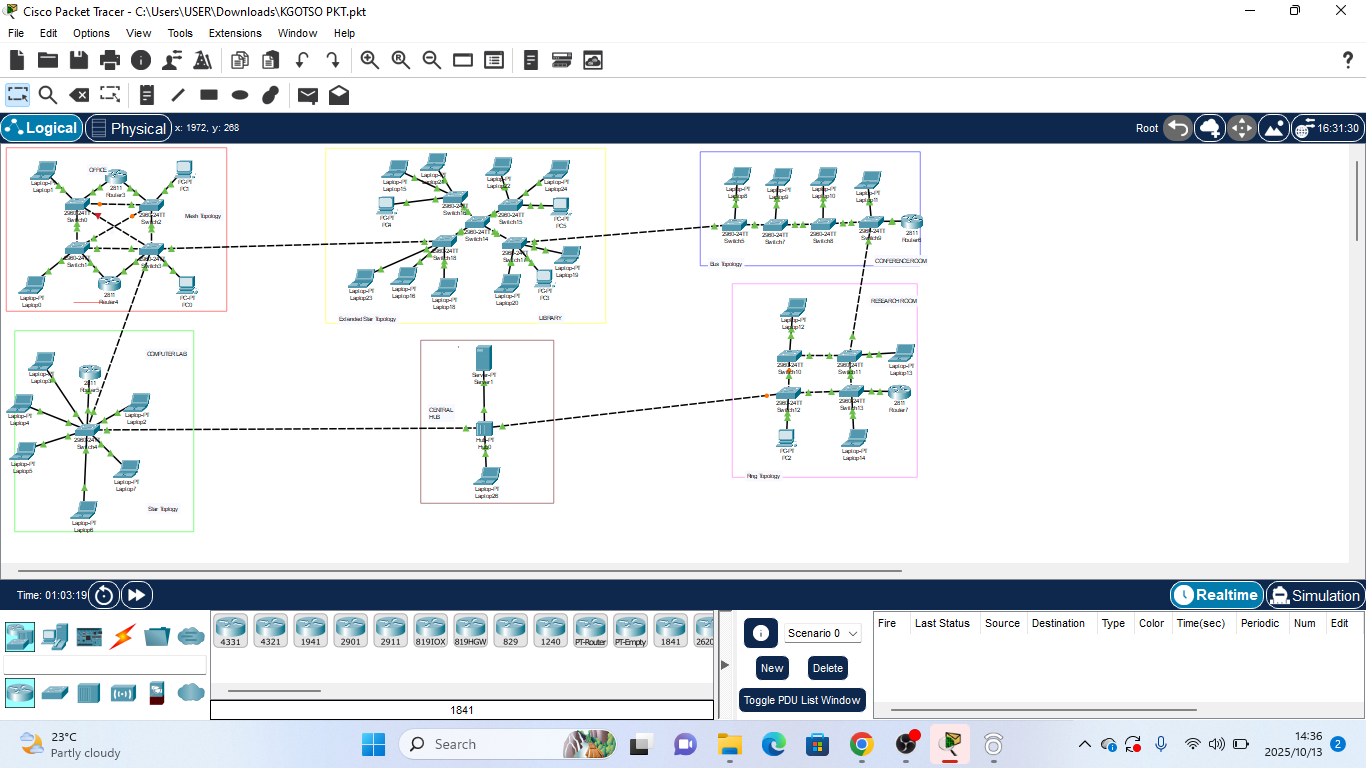 Cisco Packet Tracer - C:\Users\USER\Downloads\KGOTSO PKT.pkt
File Edit Options View Tools Extensions Window Help
Logical
Physical
x: 1972, y: 268
Root
16:31:30
OFFICE
Laptop-PT
Laptop1
2811
Router3
PC-PT
PC1
2960-24TT
Switch0
2960-24TT
Switch2
Mesh Topology
2960-24TT
Switch1
2960-24TT
Switch3
Laptop-PT
Laptop0
2811
Router4
PC-PT
PC0
Laptop-PT
Laptop15
Laptop-PT
Laptop-PT
Laptop22
Laptop-PT
Laptop24
PC-PT
PC4
2960-24TT
Switch16
2960-24TT
Switch15
PC-PT
PC5
2960-24TT
Switch14
2960-24TT
Switch18
2960-24TT
Laptop-PT
Laptop19
Laptop-PT
Laptop23
Laptop-PT
Laptop16
Laptop-PT
Laptop18
Laptop-PT
Laptop20
PC-PT
PC3
Extended Star Topology
LIBRARY
Laptop-PT
Laptop8
Laptop-PT
Laptop9
Laptop-PT
Laptop10
Laptop-PT
Laptop11
2960-24TT
Switch5
2960-24TT
Switch7
2960-24TT
Switch8
2960-24TT
Switch9
2811
Router6
Bus Topology
CONFERENCE ROOM
RESEARCH ROOM
Laptop-PT
Laptop12
2960-24TT
Switch10
2960-24TT
Switch11
Laptop-PT
Laptop13
2960-24TT
Switch12
2960-24TT
Switch13
2811
Router7
PC-PT
PC2
Laptop-PT
Laptop14
Ring Topology
COMPUTER LAB
Laptop-PT
Laptop3
2811
Router5
Laptop-PT
Laptop4
Laptop-PT
Laptop2
2960-24TT
Switch4
Laptop-PT
Laptop5
Laptop-PT
Laptop7
Laptop-PT
Laptop6
Star Toplogy
Server-PT
Server1
CENTRAL
HUB
Hub-PT
Hub0
Laptop-PT
Laptop26
Time: 01:03:19
Realtime
Simulation
4331 4321 1941 2901 2911 819IOX 819HGW 829 1240 PT-Router PT-Empty 1841 2620
1841
Scenario 0
New
Delete
Toggle PDU List Window
Fire Last Status Source Destination Type Color Time(sec) Periodic Num Edit
23°C
Partly cloudy
Search
14:36
2025/10/13
2